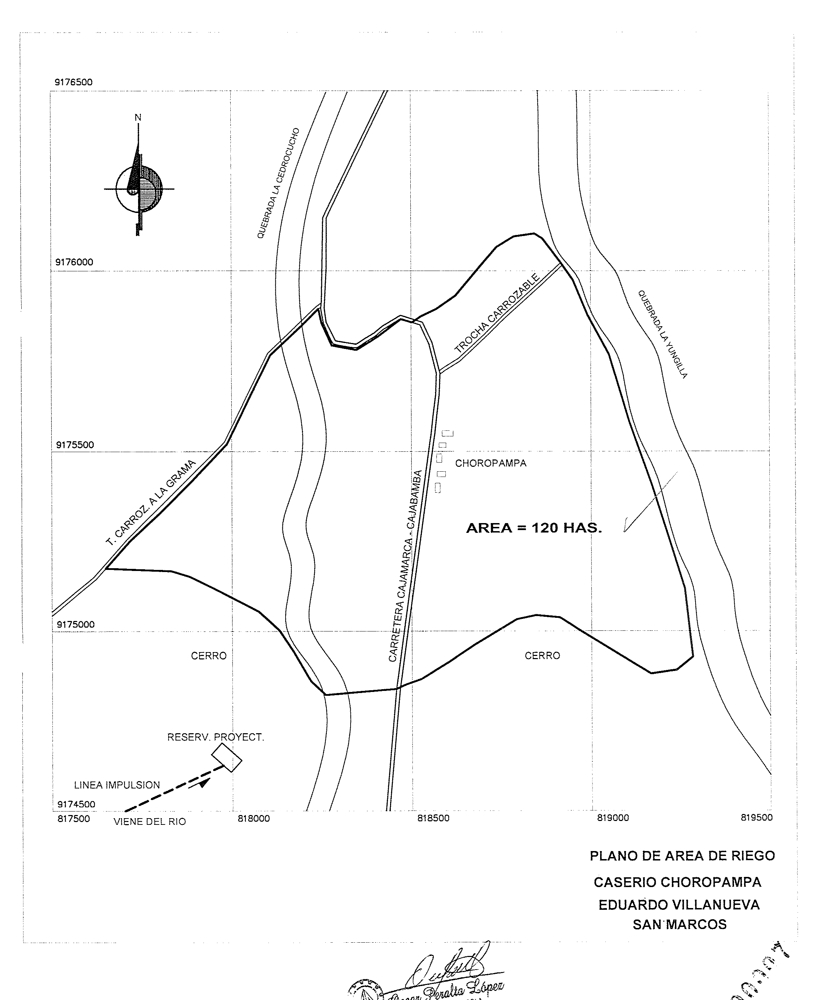 9176500
N
QUEBRADA LA CEDROCUCHO
9176000
TROCHA CARROZABLE
QUEBRADA LA YUNGILLA
9175500
T. CARROZ. A LA GRAMA
CHOROPAMPA
CARRETERA CAJAMARCA - CAJABAMBA
AREA = 120 HAS.
9175000
CERRO
CERRO
RESERV. PROYECT.
LINEA IMPULSION
9174500
817500
VIENE DEL RIO
818000
818500
819000
819500
PLANO DE AREA DE RIEGO
CASERIO CHOROPAMPA
EDUARDO VILLANUEVA
SAN MARCOS
Peralta López